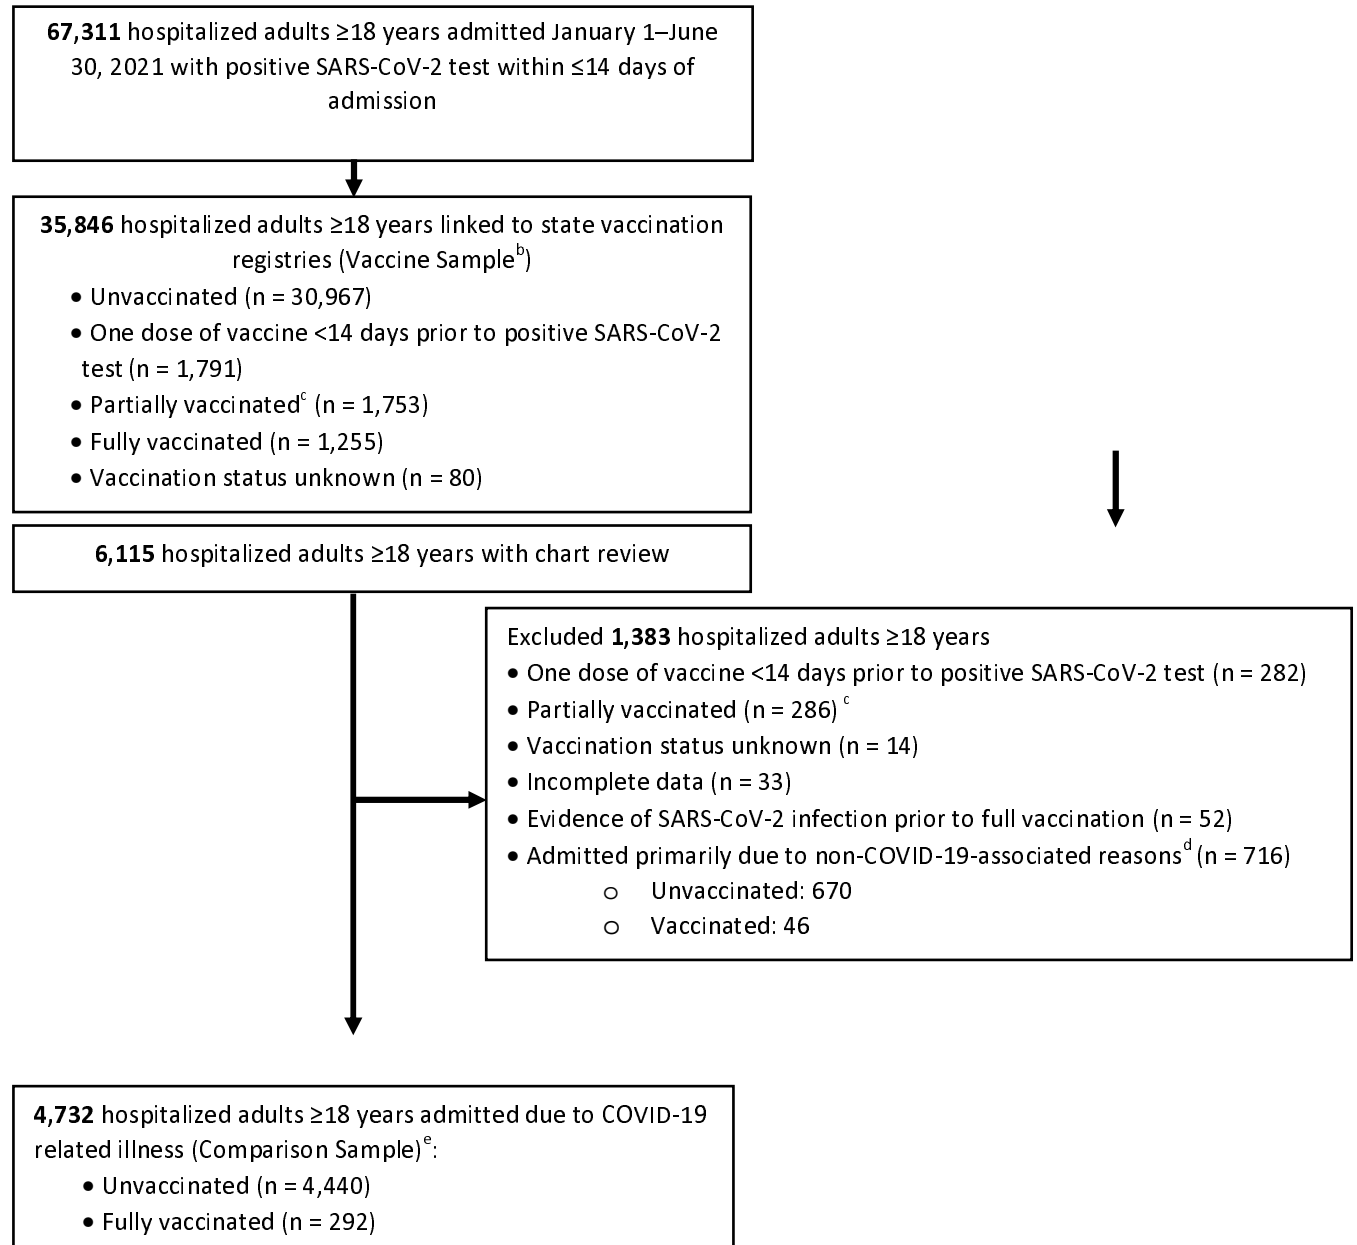 67,311 hospitalized adults ≥18 years admitted January 1–June
30, 2021 with positive SARS-CoV-2 test within ≤14 days of
admission
35,846 hospitalized adults ≥18 years linked to state vaccination
registries (Vaccine Sample^b)
• Unvaccinated (n = 30,967)
• One dose of vaccine <14 days prior to positive SARS-CoV-2
test (n = 1,791)
• Partially vaccinated^c (n = 1,753)
• Fully vaccinated (n = 1,255)
• Vaccination status unknown (n = 80)
6,115 hospitalized adults ≥18 years with chart review
Excluded 1,383 hospitalized adults ≥18 years
• One dose of vaccine <14 days prior to positive SARS-CoV-2 test (n = 282)
• Partially vaccinated (n = 286) ^c
• Vaccination status unknown (n = 14)
• Incomplete data (n = 33)
• Evidence of SARS-CoV-2 infection prior to full vaccination (n = 52)
• Admitted primarily due to non-COVID-19-associated reasons^d (n = 716)
o Unvaccinated: 670
o Vaccinated: 46
4,732 hospitalized adults ≥18 years admitted due to COVID-19
related illness (Comparison Sample)^e:
• Unvaccinated (n = 4,440)
• Fully vaccinated (n = 292)